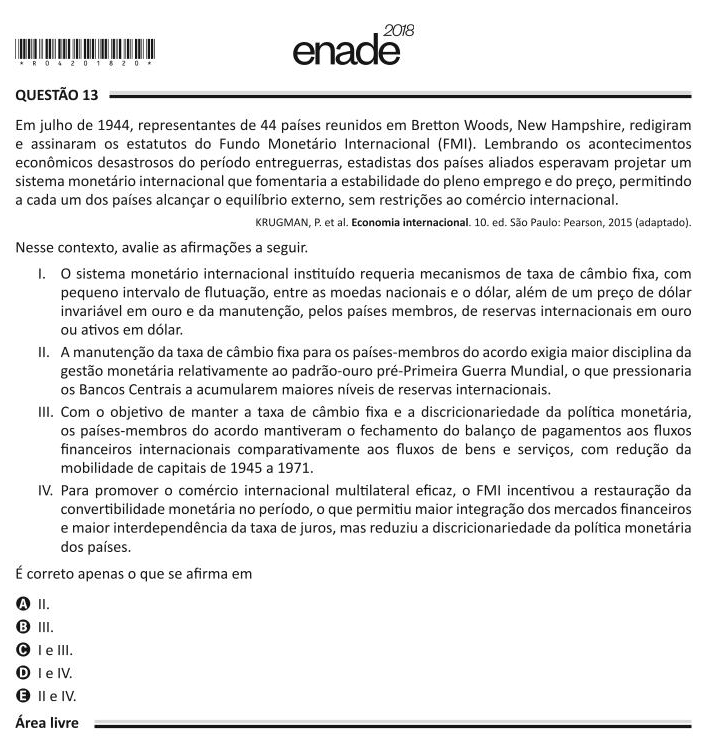 enade 2018
*R04201820*
QUESTÃO 13
Em julho de 1944, representantes de 44 países reunidos em Bretton Woods, New Hampshire, redigiram
e assinaram os estatutos do Fundo Monetário Internacional (FMI). Lembrando os acontecimentos
econômicos desastrosos do período entreguerras, estadistas dos países aliados esperavam projetar um
sistema monetário internacional que fomentaria a estabilidade do pleno emprego e do preço, permitindo
a cada um dos países alcançar o equilíbrio externo, sem restrições ao comércio internacional.
KRUGMAN, P. et al. Economia internacional. 10. ed. São Paulo: Pearson, 2015 (adaptado).
Nesse contexto, avalie as afirmações a seguir.
I. O sistema monetário internacional instituído requeria mecanismos de taxa de câmbio fixa, com
pequeno intervalo de flutuação, entre as moedas nacionais e o dólar, além de um preço de dólar
invariável em ouro e da manutenção, pelos países membros, de reservas internacionais em ouro
ou ativos em dólar.
II. A manutenção da taxa de câmbio fixa para os países-membros do acordo exigia maior disciplina da
gestão monetária relativamente ao padrão-ouro pré-Primeira Guerra Mundial, o que pressionaria
os Bancos Centrais a acumularem maiores níveis de reservas internacionais.
III. Com o objetivo de manter a taxa de câmbio fixa e a discricionariedade da política monetária,
os países-membros do acordo mantiveram o fechamento do balanço de pagamentos aos fluxos
financeiros internacionais comparativamente aos fluxos de bens e serviços, com redução da
mobilidade de capitais de 1945 a 1971.
IV. Para promover o comércio internacional multilateral eficaz, o FMI incentivou a restauração da
convertibilidade monetária no período, o que permitiu maior integração dos mercados financeiros
e maior interdependência da taxa de juros, mas reduziu a discricionariedade da política monetária
dos países.
É correto apenas o que se afirma em
A II.
B III.
C I e III.
D I e IV.
E II e IV.
Área livre